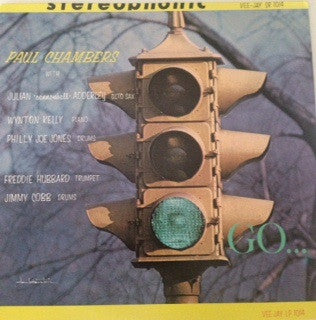 stereophonic
VEE-JAY SR 1014
PAUL CHAMBERS
WITH
JULIAN "cannonball" ADDERLEY ALTO SAX
WYNTON KELLY PIANO
PHILLY JOE JONES DRUMS
FREDDIE HUBBARD TRUMPET
JIMMY COBB DRUMS
GO...
VEE-JAY LP 1014